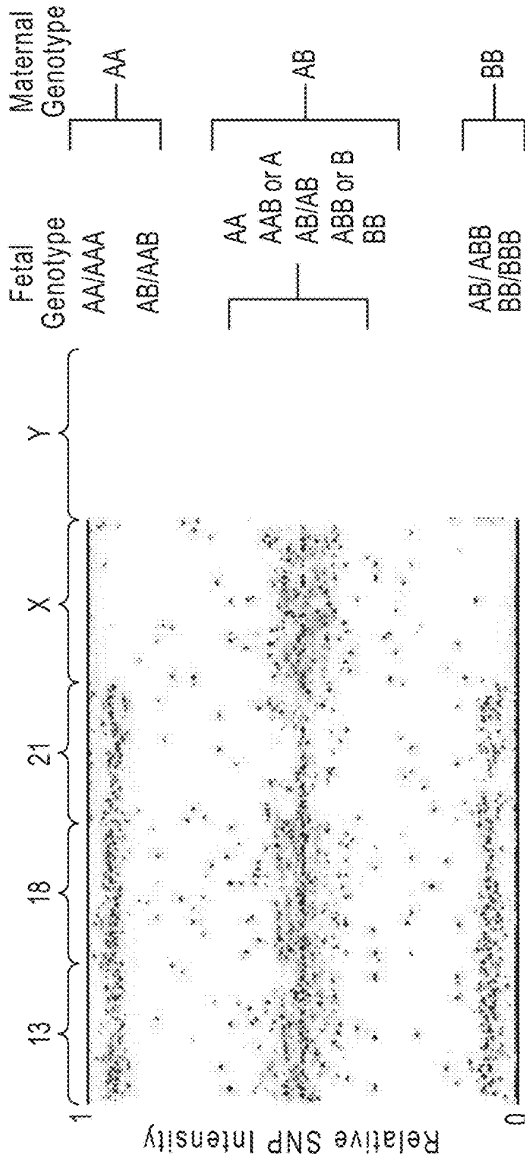 13 18 21 X Y
Fetal Genotype
Maternal Genotype
1
0
Relative SNP Intensity
AA/AAA
AB/AAB
AA
AA
AAB or A
AB/AB
ABB or B
BB
AB
AB/ ABB
BB/BBB
BB